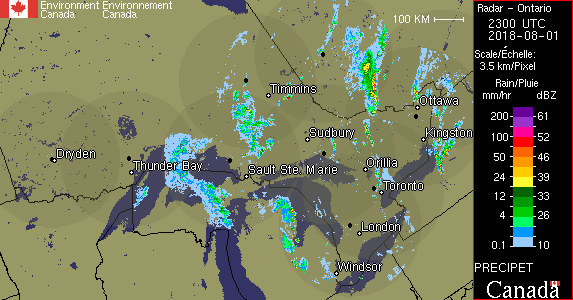 Environment Environnement
Canada Canada
100 KM
Timmins
Ottawa
Sudbury
Kingston
Dryden
Thunder Bay
Sault Ste. Marie
Orillia
Toronto
London
Windsor
Radar - Ontario
2300 UTC
2018-08-01
Scale/Échelle:
3.5 km/Pixel
Rain/Pluie
mm/hr dBZ
200 61
100 52
50 46
24 39
12 33
4 26
0.1 10
PRECIPET
Canada